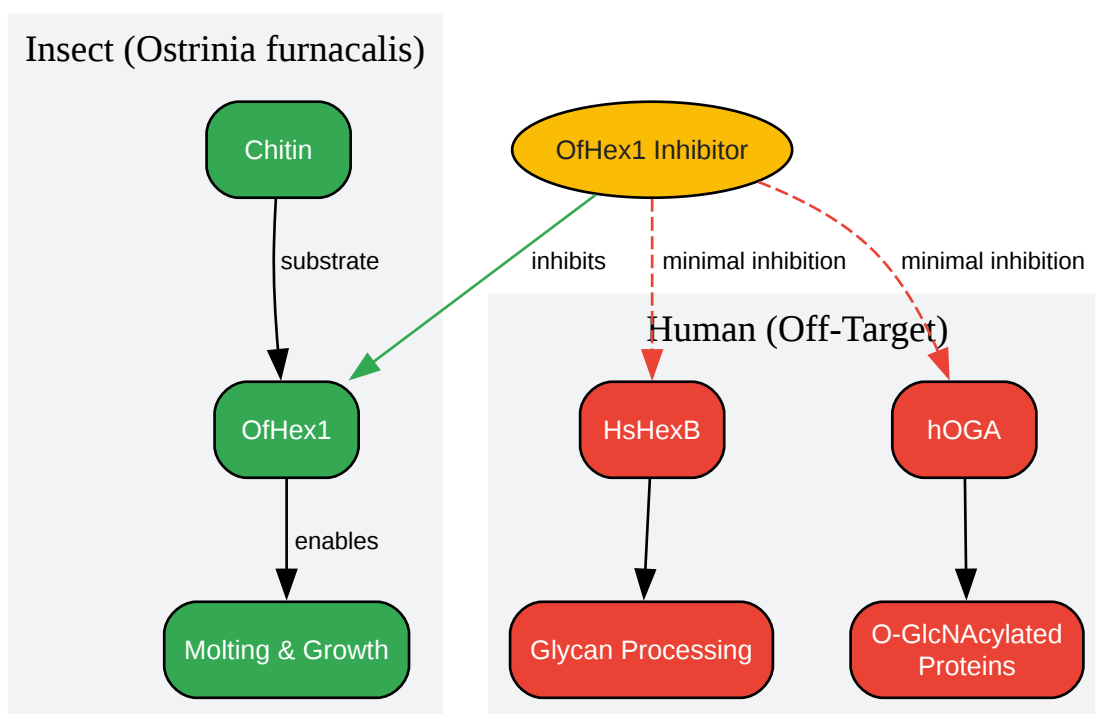 Insect (Ostrinia furnacalis)
Chitin
OfHex1 Inhibitor
substrate
inhibits
minimal inhibition
minimal inhibition
Human (Off-Target)
OfHex1
HsHexB
hOGA
enables
Molting & Growth
Glycan Processing
O-GlcNAcylated
Proteins